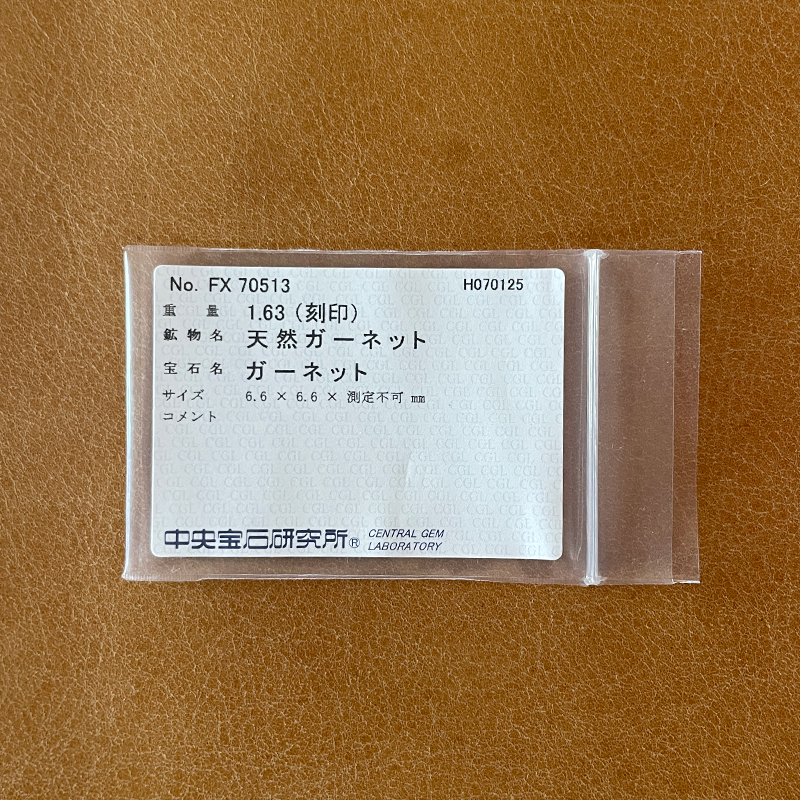 No. FX 70513 H070125
重量 1.63 (刻印)
鉱物名 天然ガーネット
宝石名 ガーネット
サイズ 6.6 × 6.6 × 測定不可 mm
コメント
中央宝石研究所® CENTRAL GEM LABORATORY